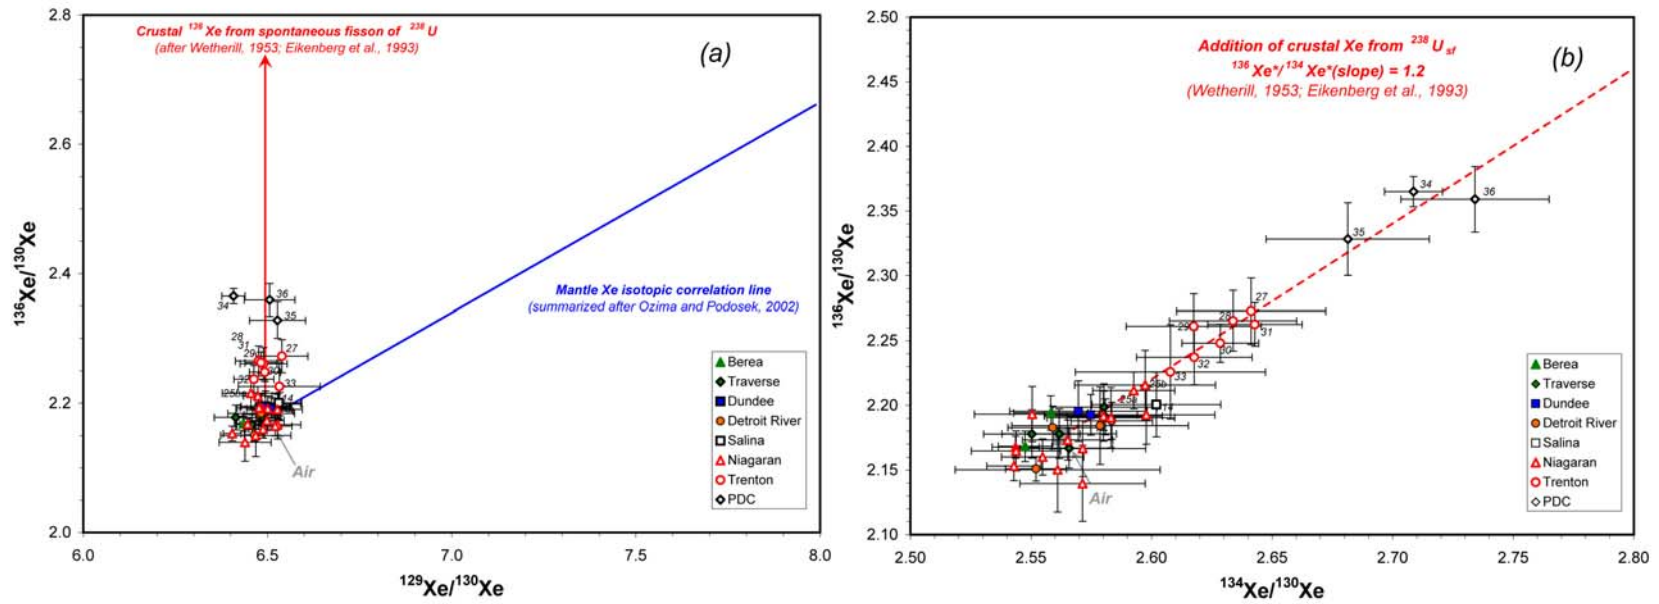 Crustal ¹³⁶Xe from spontaneous fisson of ²³⁸U
(after Wetherill, 1953; Eikenberg et al., 1993)
(a)
Mantle Xe isotopic correlation line
(summarized after Ozima and Podosek, 2002)
34
36
35
28
31
29
27
30
32
33
25b
14
Air
Berea
Traverse
Dundee
Detroit River
Salina
Niagaran
Trenton
PDC
2.8
2.6
2.4
2.2
2.0
¹³⁶Xe/¹³⁰Xe
6.0 6.5 7.0 7.5 8.0
¹²⁹Xe/¹³⁰Xe
Addition of crustal Xe from ²³⁸U sf
¹³⁶Xe*/¹³⁴Xe*(slope) = 1.2
(Wetherill, 1953; Eikenberg et al., 1993)
(b)
34
36
35
27
28
29
31
30
32
33
25b
25a
14
Air
Berea
Traverse
Dundee
Detroit River
Salina
Niagaran
Trenton
PDC
2.50
2.45
2.40
2.35
2.30
2.25
2.20
2.15
2.10
¹³⁶Xe/¹³⁰Xe
2.50 2.55 2.60 2.65 2.70 2.75 2.80
¹³⁴Xe/¹³⁰Xe